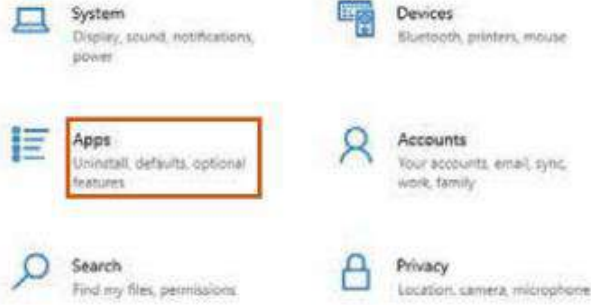 System
Display, sound, notifications,
power
Devices
Bluetooth, printers, mouse
Apps
Uninstall, defaults, optional
features
Accounts
Your accounts, email, sync,
work, family
Search
Find my files, permissions
Privacy
Location, camera, microphone